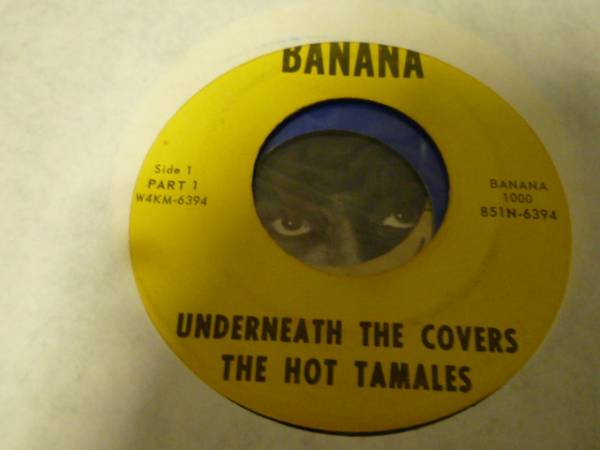 BANANA
Side 1
PART 1
W4KM-6394
BANANA
1000
851N-6394
UNDERNEATH THE COVERS
THE HOT TAMALES